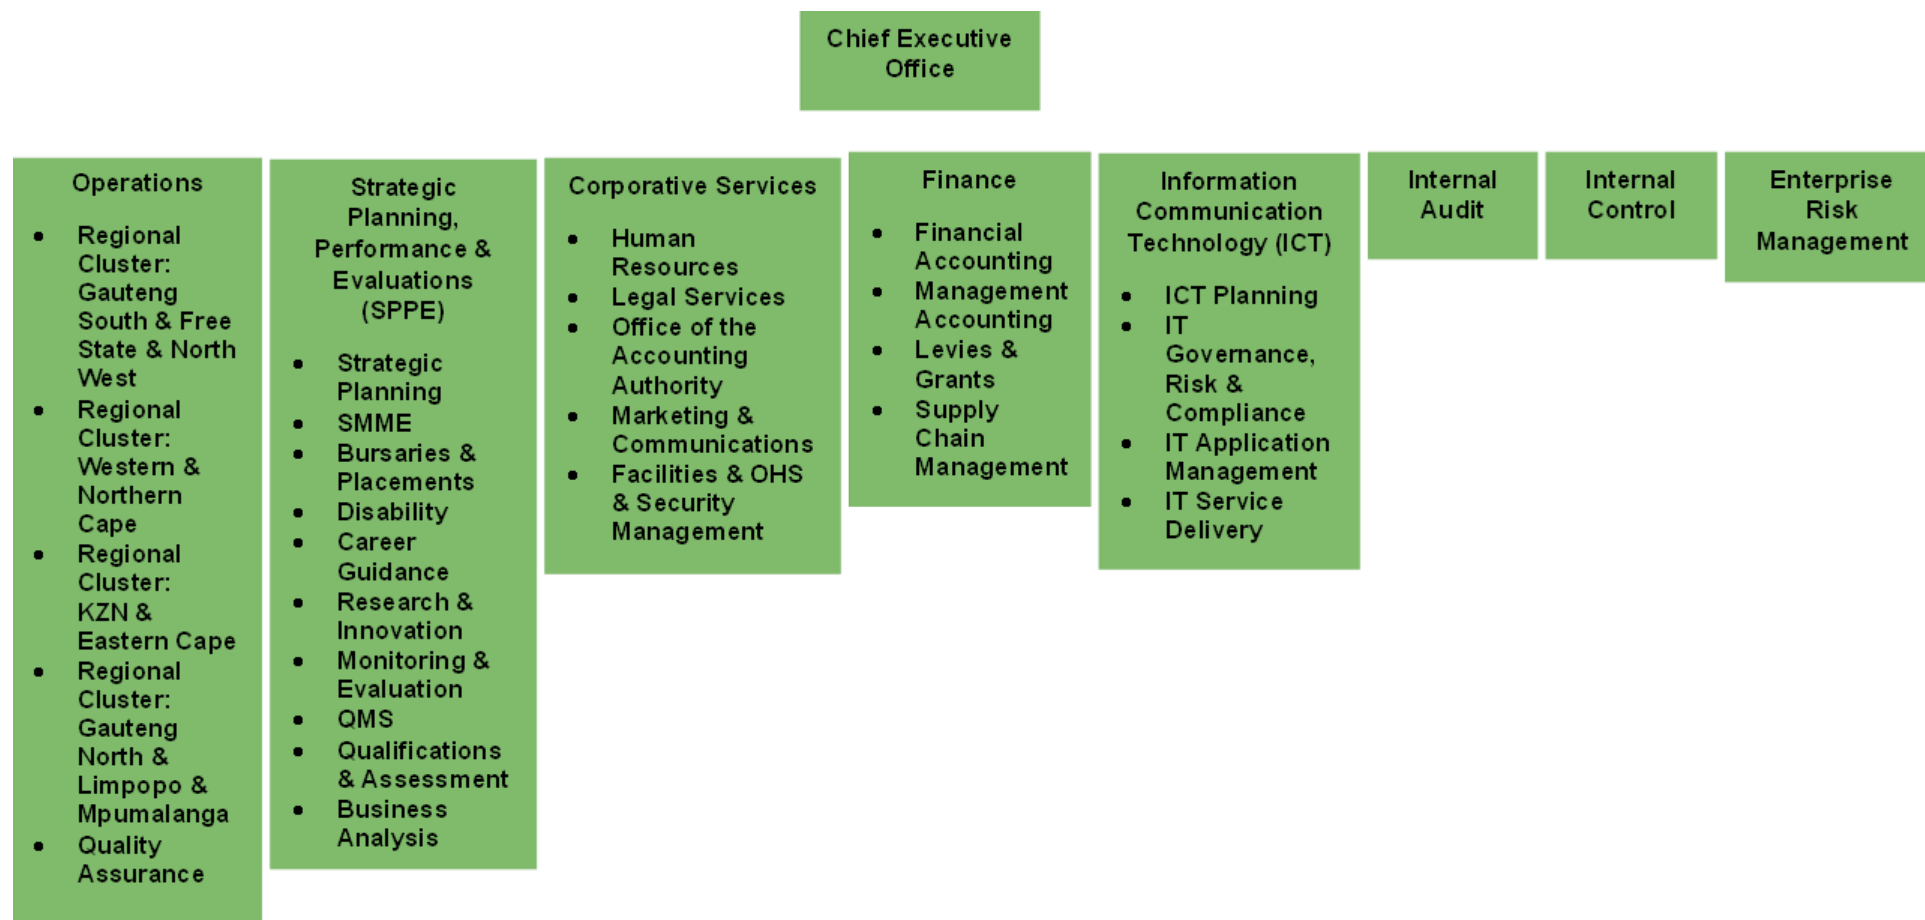 Chief Executive
Office
Operations
• Regional
Cluster:
Gauteng
South & Free
State & North
West
• Regional
Cluster:
Western &
Northern
Cape
• Regional
Cluster:
KZN &
Eastern Cape
• Regional
Cluster:
Gauteng
North &
Limpopo &
Mpumalanga
• Quality
Assurance
Strategic
Planning,
Performance &
Evaluations
(SPPE)
• Strategic
Planning
• SMME
• Bursaries &
Placements
• Disability
• Career
Guidance
• Research &
Innovation
• Monitoring &
Evaluation
• QMS
• Qualifications
& Assessment
• Business
Analysis
Corporative Services
• Human
Resources
• Legal Services
• Office of the
Accounting
Authority
• Marketing &
Communications
• Facilities & OHS
& Security
Management
Finance
• Financial
Accounting
• Management
Accounting
• Levies &
Grants
• Supply
Chain
Management
Information
Communication
Technology (ICT)
• ICT Planning
• IT
Governance,
Risk &
Compliance
• IT Application
Management
• IT Service
Delivery
Internal
Audit
Internal
Control
Enterprise
Risk
Management